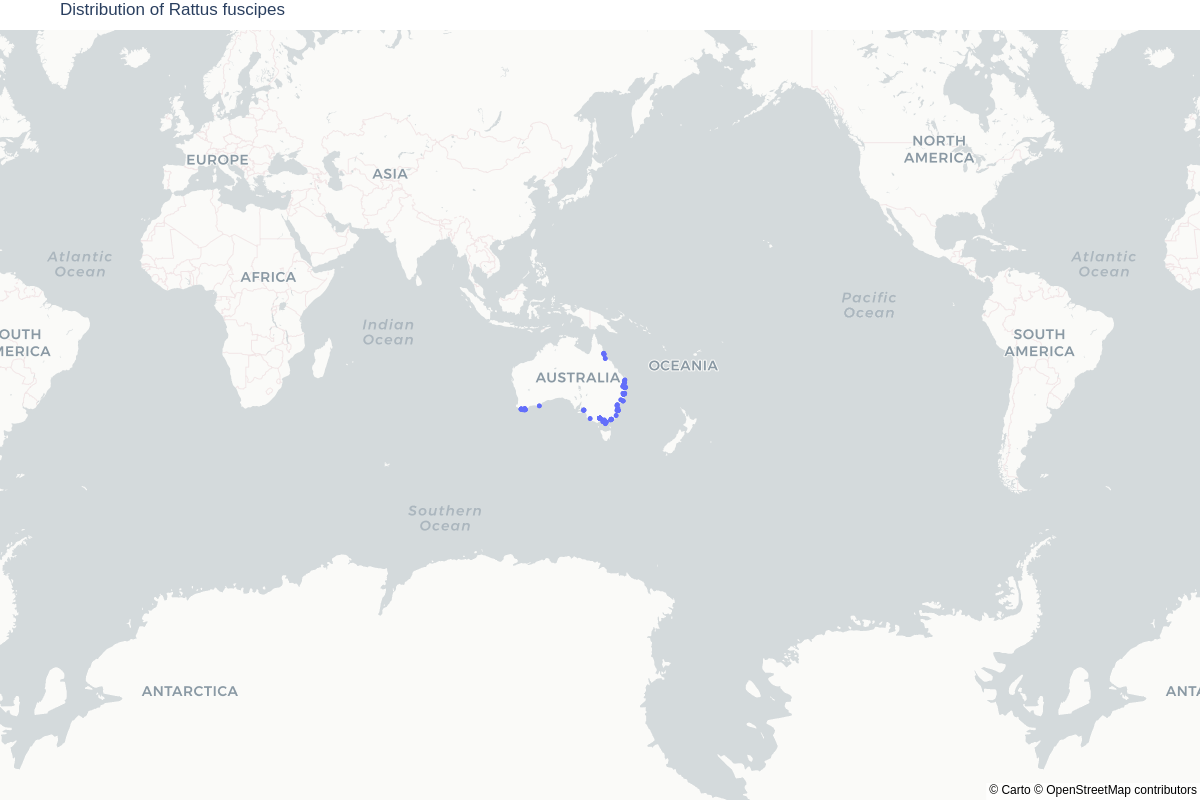 Distribution of Rattus fuscipes
NORTH
AMERICA
EUROPE
ASIA
Atlantic
Ocean
Atlantic
Ocean
AFRICA
Pacific
Ocean
Indian
Ocean
OUTH
MERICA
SOUTH
AMERICA
OCEANIA
AUSTRALIA
Southern
Ocean
ANTARCTICA
ANTA
© Carto © OpenStreetMap contributors